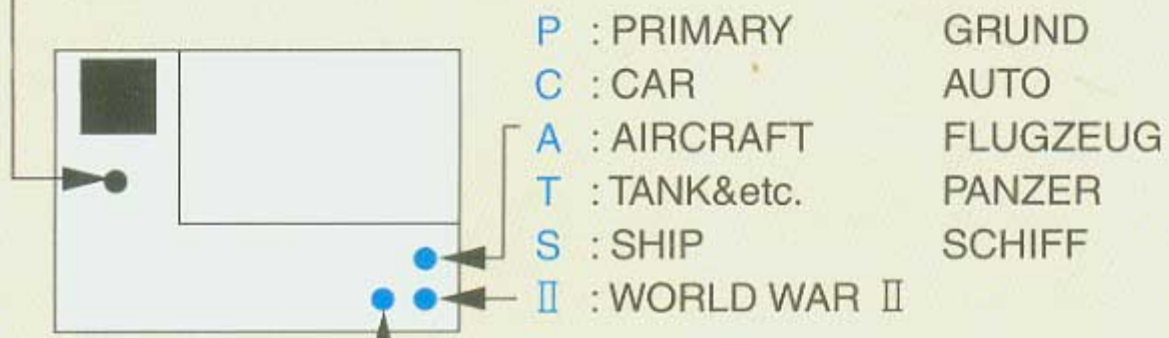 P : PRIMARY GRUND
C : CAR AUTO
A : AIRCRAFT FLUGZEUG
T : TANK&etc. PANZER
S : SHIP SCHIFF
Ⅱ : WORLD WAR Ⅱ